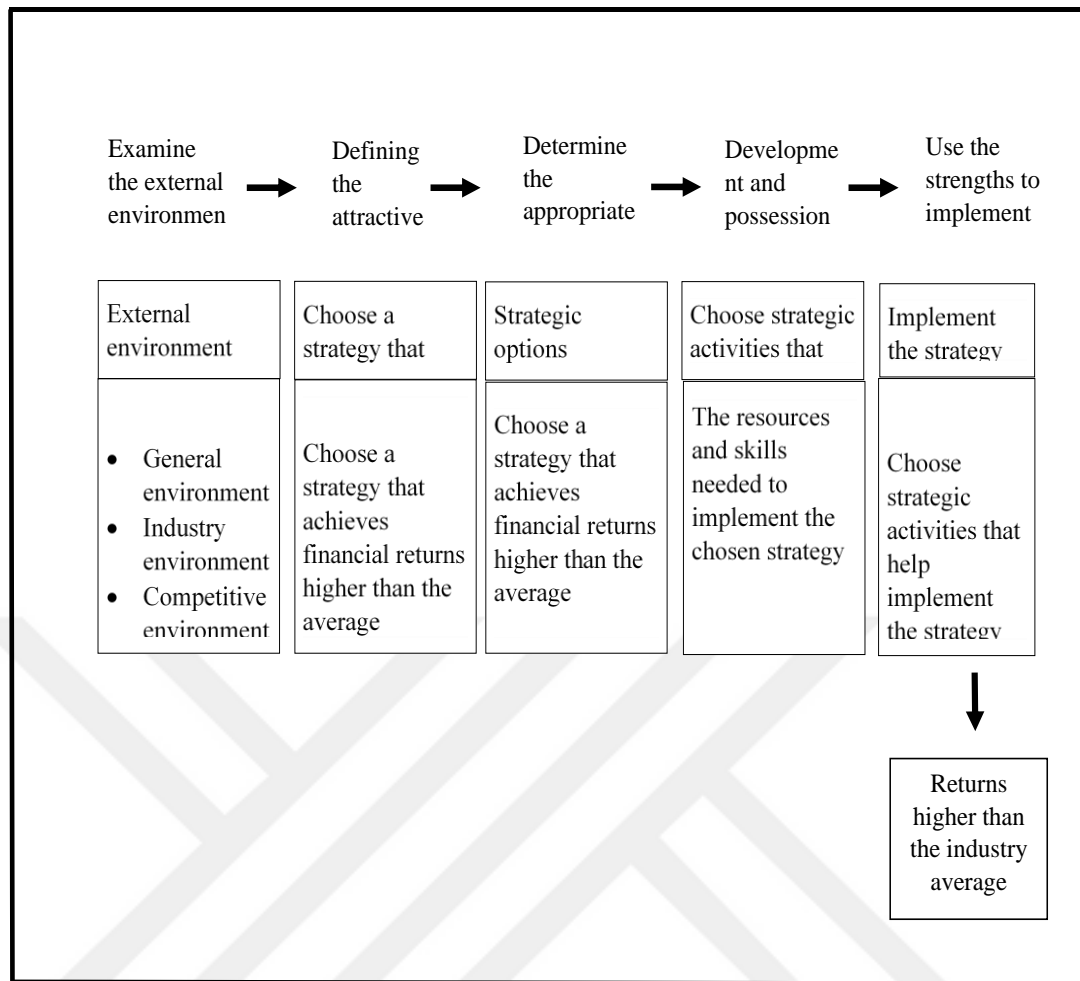 Examine
the external
environmen
Defining
the
attractive
Determine
the
appropriate
Developme
nt and
possession
Use the
strengths to
implement
External
environment
Choose a
strategy that
Strategic
options
Choose strategic
activities that
Implement
the strategy
• General
environment
• Industry
environment
• Competitive
environment
Choose a
strategy that
achieves
financial returns
higher than the
average
Choose a
strategy that
achieves
financial returns
higher than the
average
The resources
and skills
needed to
implement the
chosen strategy
Choose
strategic
activities that
help
implement
the strategy
Returns
higher than
the industry
average